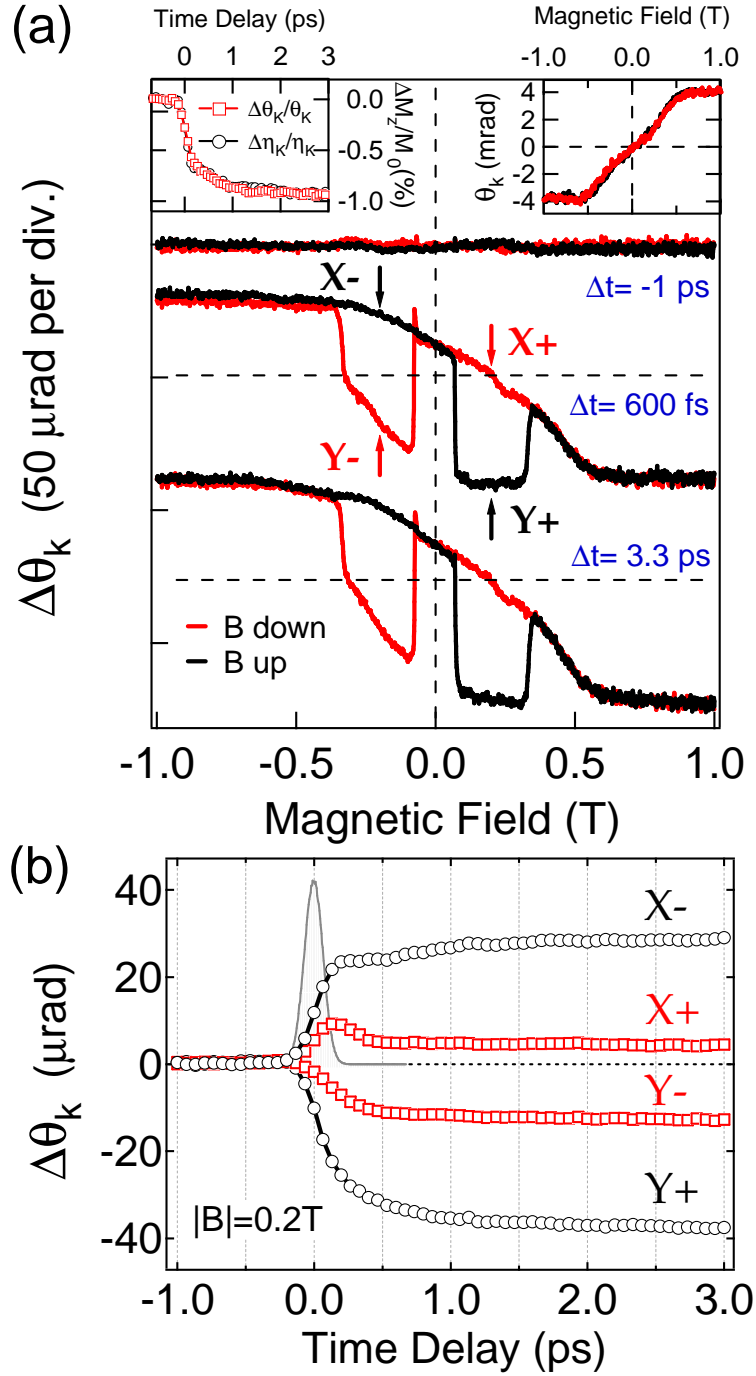 (a)
Time Delay (ps)
0 1 2 3
Magnetic Field (T)
-1.0 0.0 1.0
Δθ_K/θ_K
Δη_K/η_K
0.0
-0.5
-1.0
ΔM_z/M_0(%)
θ_k (mrad)
4
2
0
-2
-4
Δθ_k (50 μrad per div.)
Δt= -1 ps
X-
X+
Δt= 600 fs
Y-
Y+
Δt= 3.3 ps
B down
B up
-1.0 -0.5 0.0 0.5 1.0
Magnetic Field (T)
(b)
Δθ_k (μrad)
40
20
0
-20
-40
X-
X+
Y-
Y+
|B|=0.2T
-1.0 0.0 1.0 2.0 3.0
Time Delay (ps)